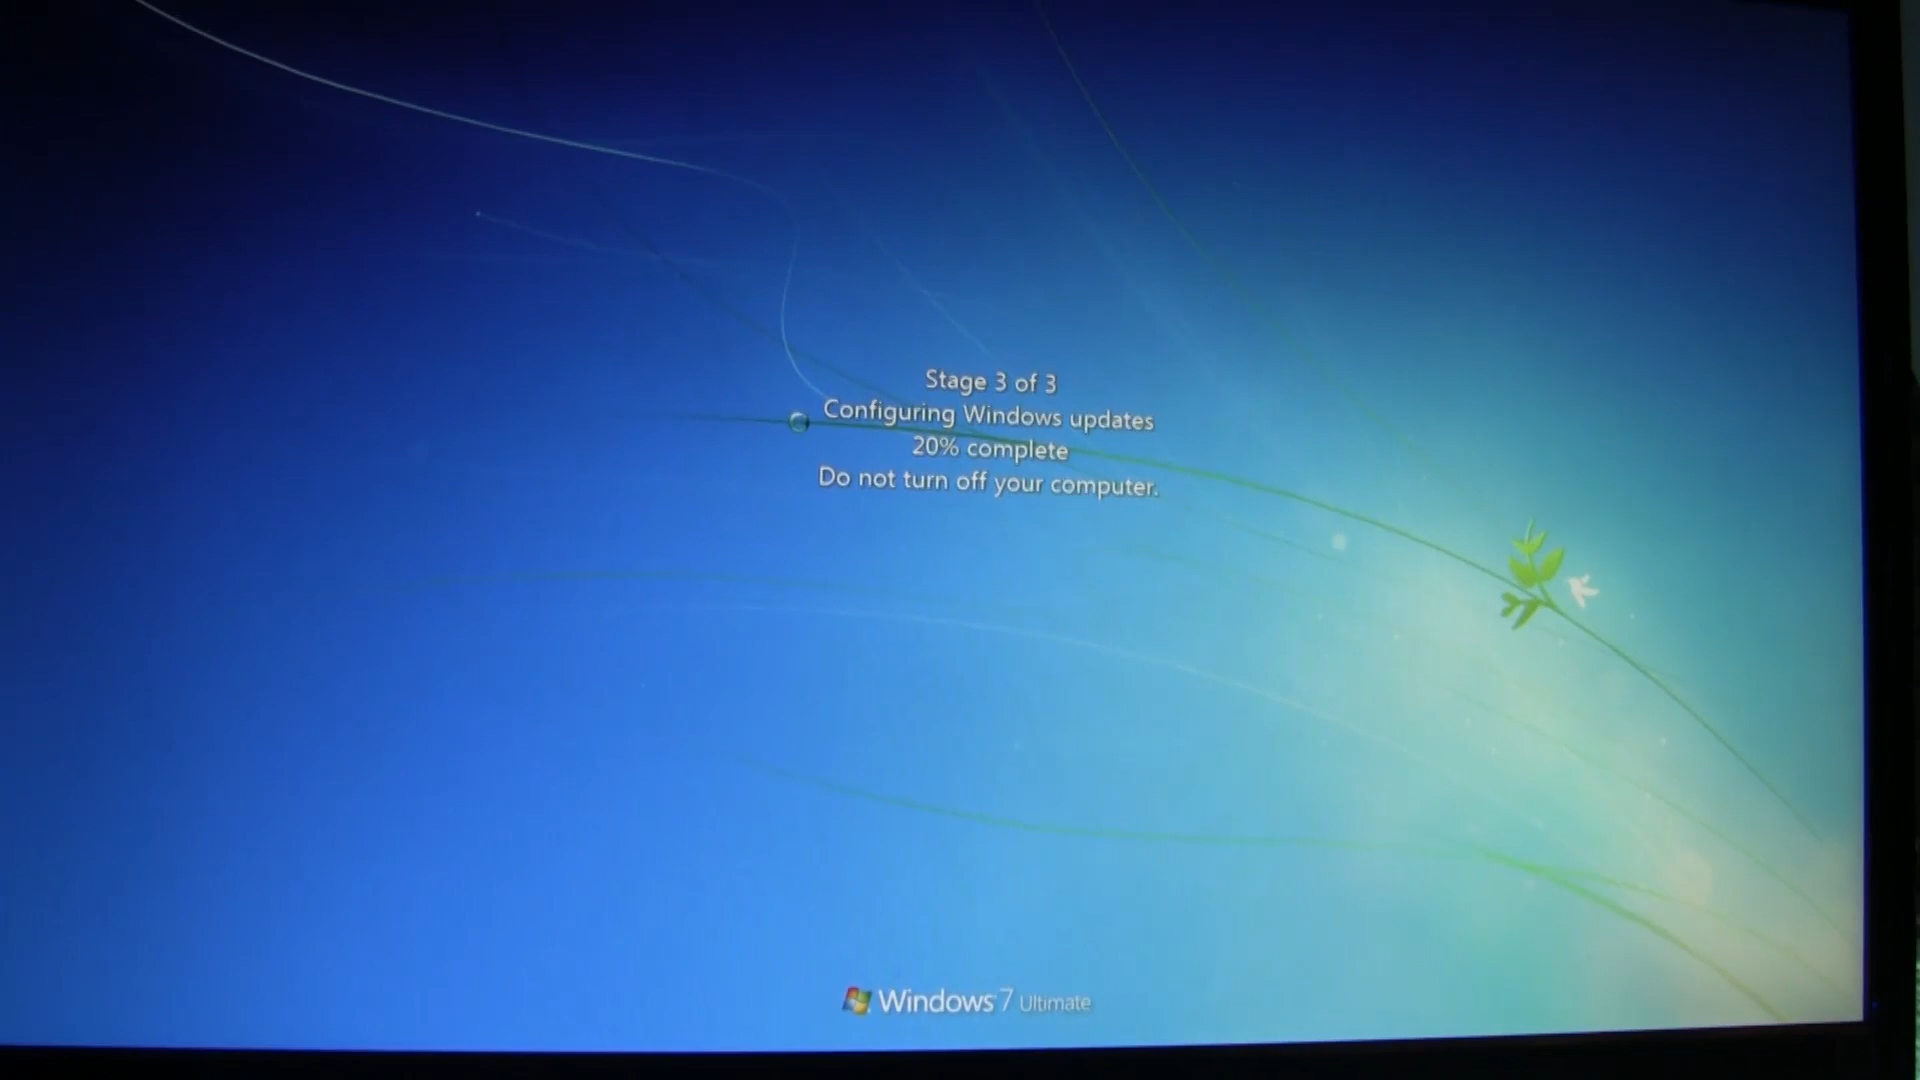 Stage 3 of 3
Configuring Windows updates
20% complete
Do not turn off your computer.
Windows 7 Ultimate